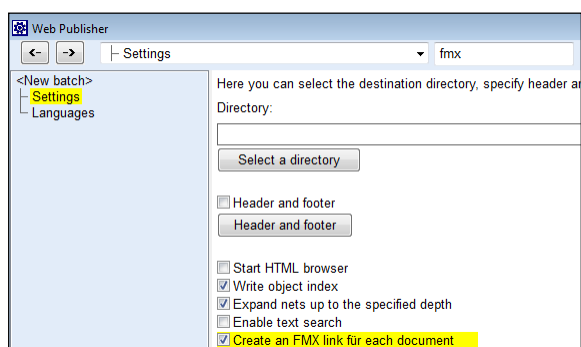 Web Publisher
<- -> Settings fmx
<New batch>
Settings
Languages
Here you can select the destination directory, specify header a
Directory:
Select a directory
Header and footer
Header and footer
Start HTML browser
Write object index
Expand nets up to the specified depth
Enable text search
Create an FMX link für each document